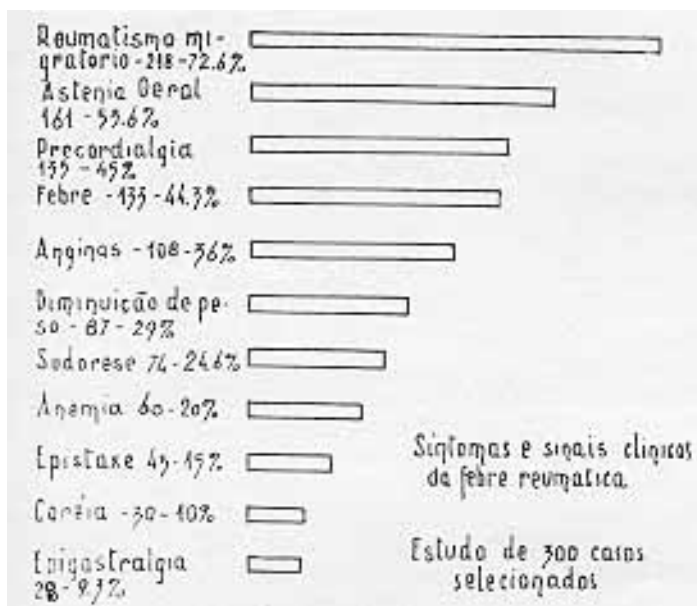 Reumatismo mi-
gratorio - 218 - 72.6%
Astenia Geral
161 - 53.6%
Precordialgia
135 - 45%
Febre - 133 - 44.3%
Anginas - 108 - 36%
Diminuição de pe-
so - 87 - 29%
Sudorese 74 - 24.6%
Anemia 60 - 20%
Epistaxe 45 - 15%
Coréia - 30 - 10%
Epigastralgia
28 - 9.3%
Sintomas e sinais clinicos
da febre reumatica.
Estudo de 300 casos
selecionados